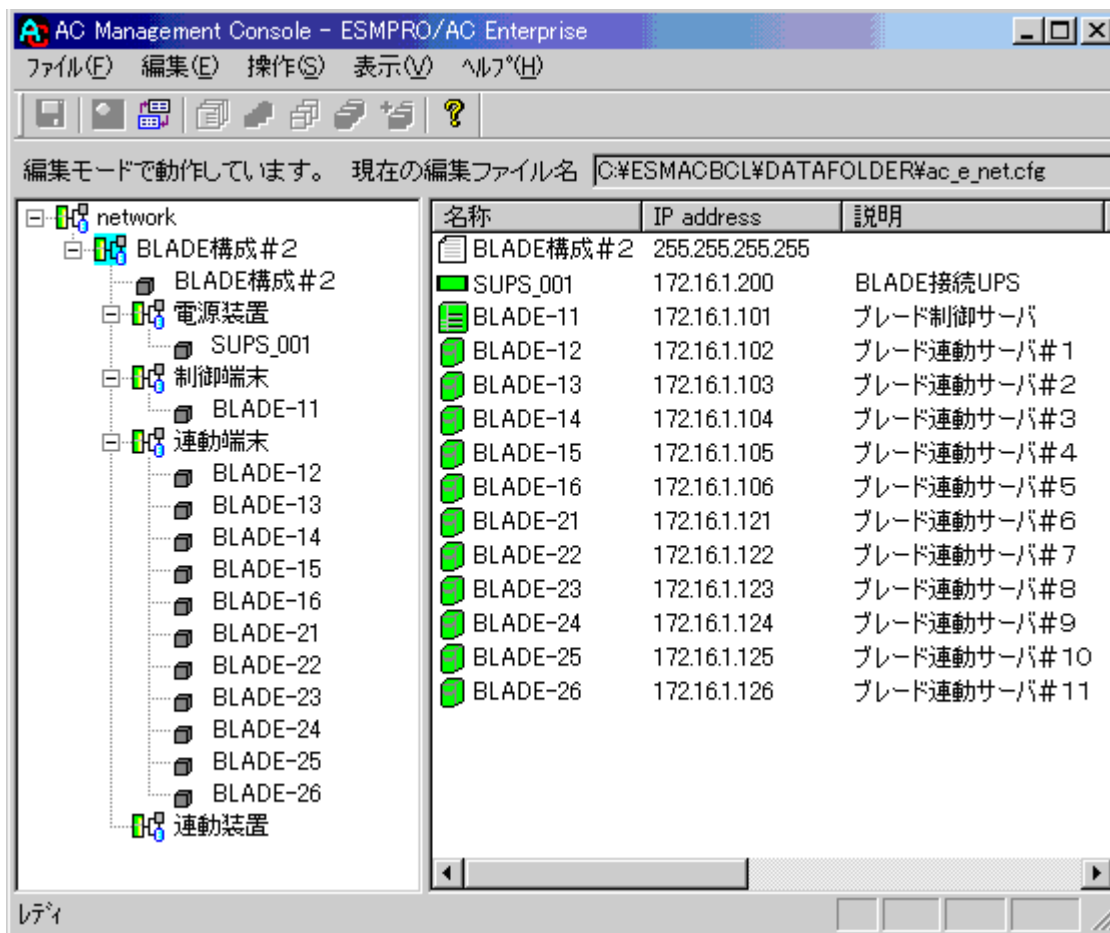 AC Management Console - ESMPRO/AC Enterprise
ファイル(F) 編集(E) 操作(S) 表示(V) ヘルプ(H)
編集モードで動作しています。 現在の編集ファイル名 C:¥ESMACBCL¥DATAFOLDER¥ac_e_net.cfg
network
BLADE構成#2
BLADE構成#2
電源装置
SUPS_001
制御端末
BLADE-11
連動端末
BLADE-12
BLADE-13
BLADE-14
BLADE-15
BLADE-16
BLADE-21
BLADE-22
BLADE-23
BLADE-24
BLADE-25
BLADE-26
連動装置
名称 IP address 説明
BLADE構成#2 255.255.255.255
SUPS_001 172.16.1.200 BLADE接続UPS
BLADE-11 172.16.1.101 ブレード制御サーバ
BLADE-12 172.16.1.102 ブレード連動サーバ#1
BLADE-13 172.16.1.103 ブレード連動サーバ#2
BLADE-14 172.16.1.104 ブレード連動サーバ#3
BLADE-15 172.16.1.105 ブレード連動サーバ#4
BLADE-16 172.16.1.106 ブレード連動サーバ#5
BLADE-21 172.16.1.121 ブレード連動サーバ#6
BLADE-22 172.16.1.122 ブレード連動サーバ#7
BLADE-23 172.16.1.123 ブレード連動サーバ#8
BLADE-24 172.16.1.124 ブレード連動サーバ#9
BLADE-25 172.16.1.125 ブレード連動サーバ#10
BLADE-26 172.16.1.126 ブレード連動サーバ#11
レディ